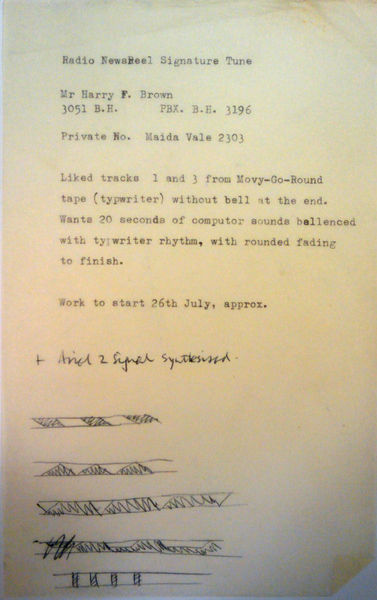 Radio NewsReel Signature Tune
Mr Harry F. Brown
3051 B.H. PBX. B.H. 3196
Private No. Maida Vale 2303
Liked tracks 1 and 3 from Movy-Go-Round
tape (typwriter) without bell at the end.
Wants 20 seconds of computor sounds ballenced
with typwriter rhythm, with rounded fading
to finish.
Work to start 26th July, approx.
+ Ariel 2 Signal Synthesised.